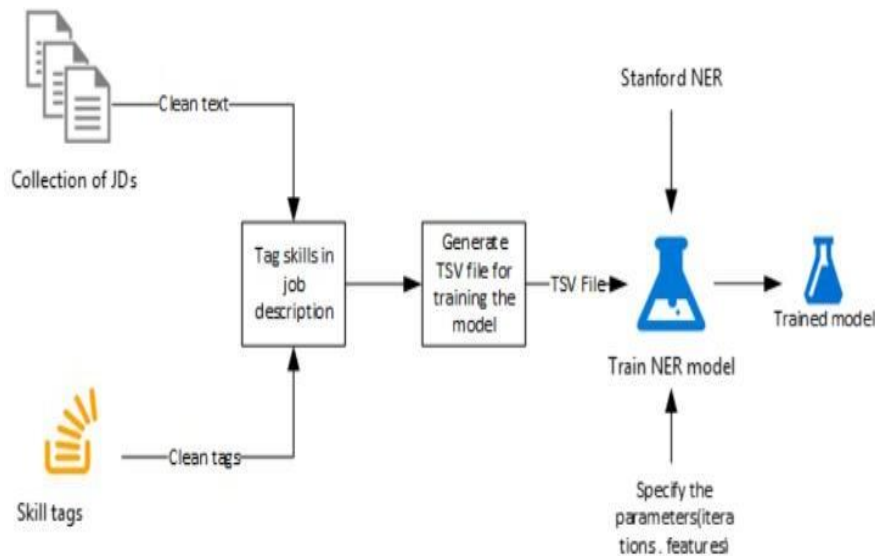 Clean text
Collection of JDs
Stanford NER
Tag skills in
job
description
Generate
TSV file for
training the
model
TSV File
Train NER model
Trained model
Clean tags
Skill tags
Specify the
parameters(itera
tions , features)